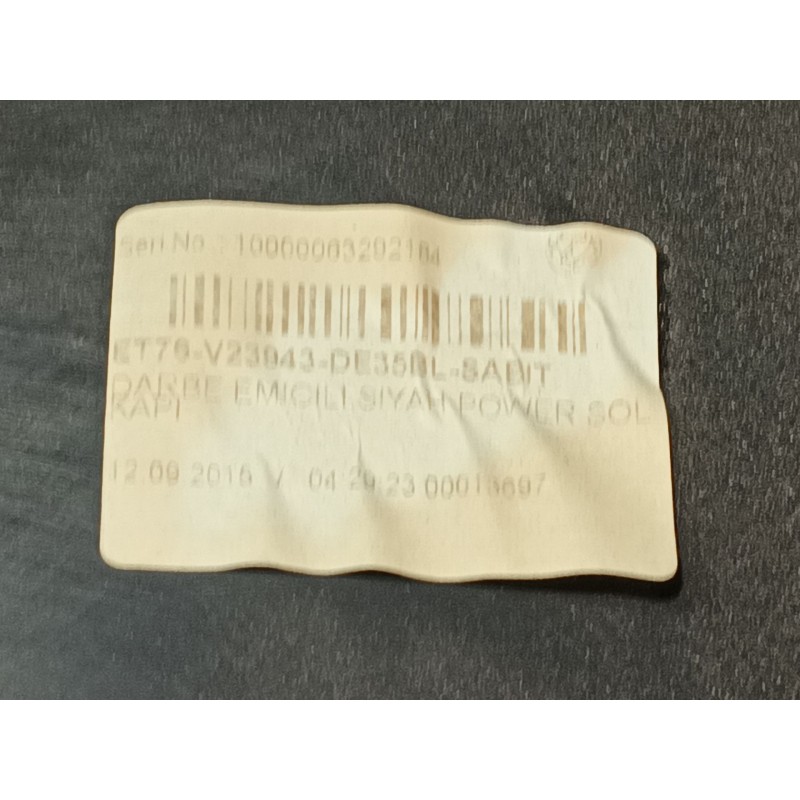 Seri No : 10000063292184
ET76-V23943-DE35BL-SABIT
DARBE EMICILI SIYAH POWER SOL
KAPI
12.09.2016 V 04:29:23 00013697